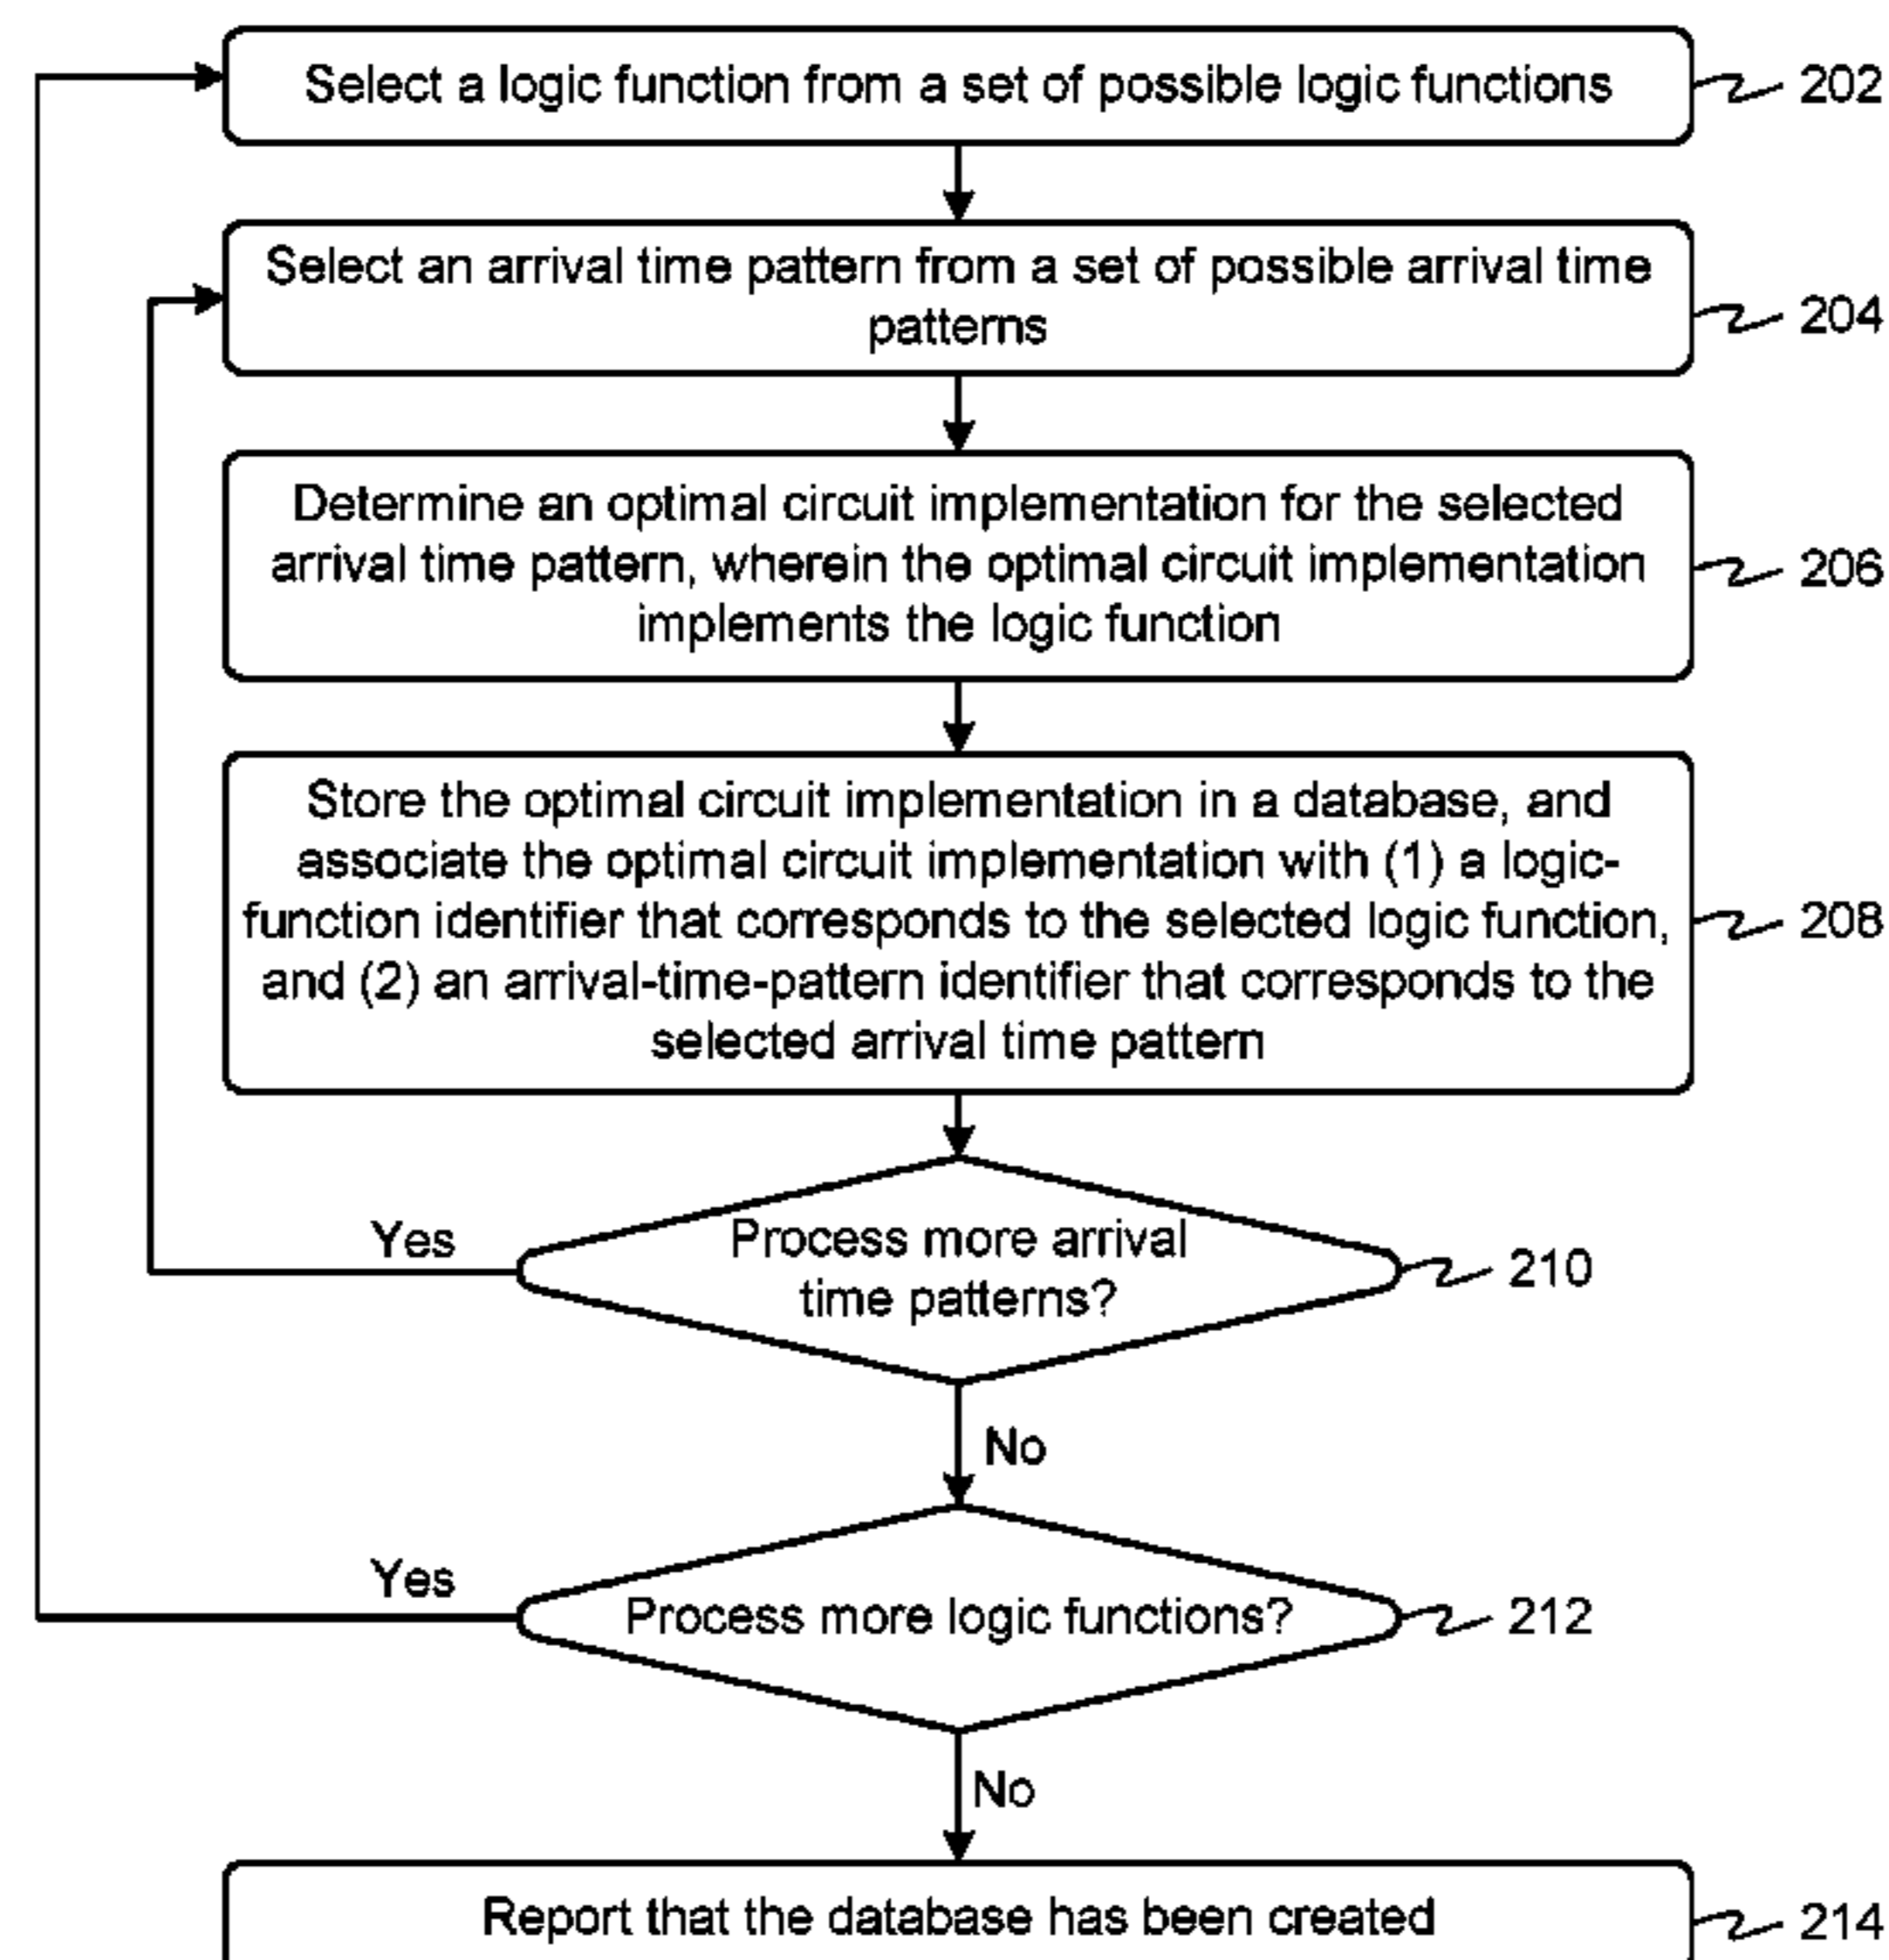 Select a logic function from a set of possible logic functions
202
Select an arrival time pattern from a set of possible arrival time
patterns
204
Determine an optimal circuit implementation for the selected
arrival time pattern, wherein the optimal circuit implementation
implements the logic function
206
Store the optimal circuit implementation in a database, and
associate the optimal circuit implementation with (1) a logic-
function identifier that corresponds to the selected logic function,
and (2) an arrival-time-pattern identifier that corresponds to the
selected arrival time pattern
208
Yes
Process more arrival
time patterns?
210
No
Yes
Process more logic functions?
212
No
Report that the database has been created
214